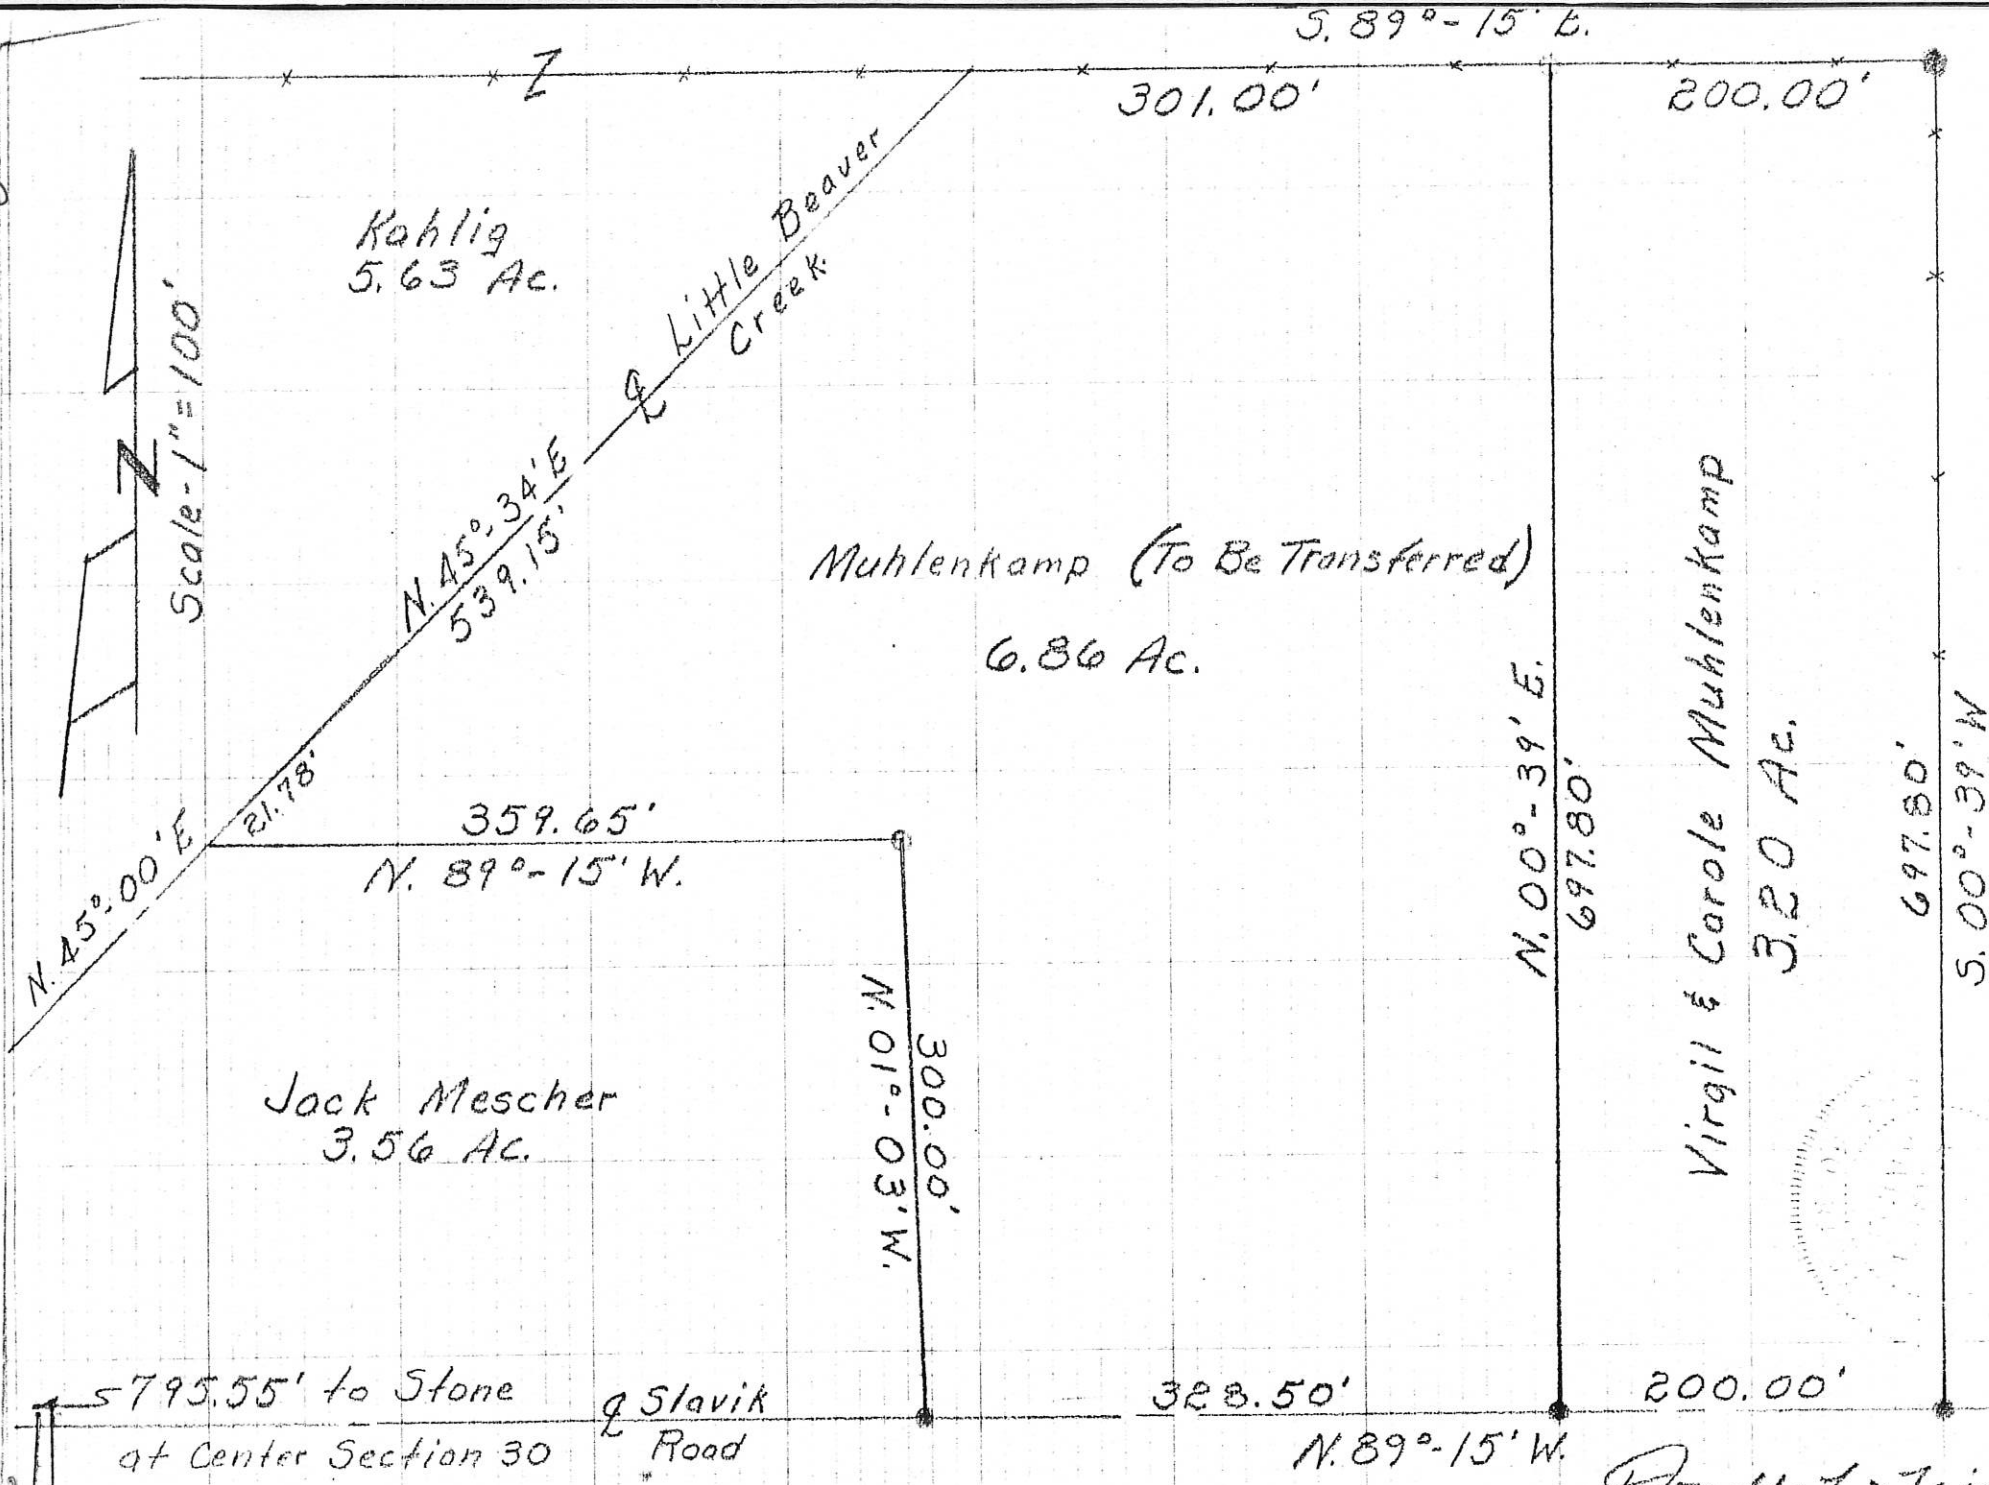 S. 89°-15' E.
301.00'
200.00'
Kahlig
5.63 Ac.
Little Beaver
Creek
N
Scale-1"=100'
N. 45°-34' E
539.15'
Muhlenkamp (To Be Transferred)
6.86 Ac.
N. 00°-39' E.
697.80'
Virgil & Carole Muhlenkamp
3.20 Ac.
697.80'
S. 00°-39' W
N. 45°-00' E
21.78'
359.65'
N. 89°-15' W.
N. 01°-03' W.
300.00'
Jack Mescher
3.56 Ac.
795.55' to Stone
at Center Section 30
℄ Slavik
Road
328.50'
200.00'
N. 89°-15' W.